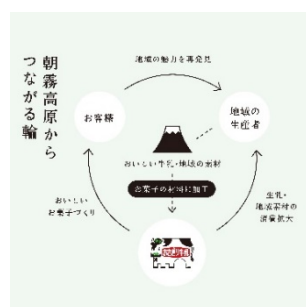 朝霧高原から
つながる輪
地域の魅力を再発見
お客様
地域の
生産者
おいしい牛乳・地域の素材
お菓子の材料に加工
おいしい
お菓子づくり
生乳・
地域素材の
消費拡大